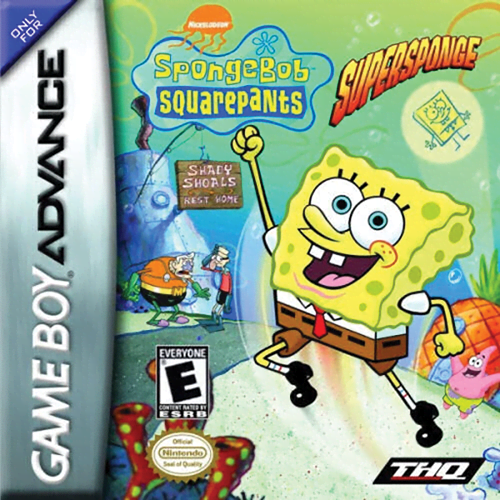 ONLY
FOR
GAME BOY ADVANCE
NICKELODEON
SpongeBob
SQUAREPANTS
SUPERSPONGE
SHADY
SHOALS
REST HOME
EVERYONE
E
CONTENT RATED BY
ESRB
Official
Nintendo
Seal of Quality
THQ